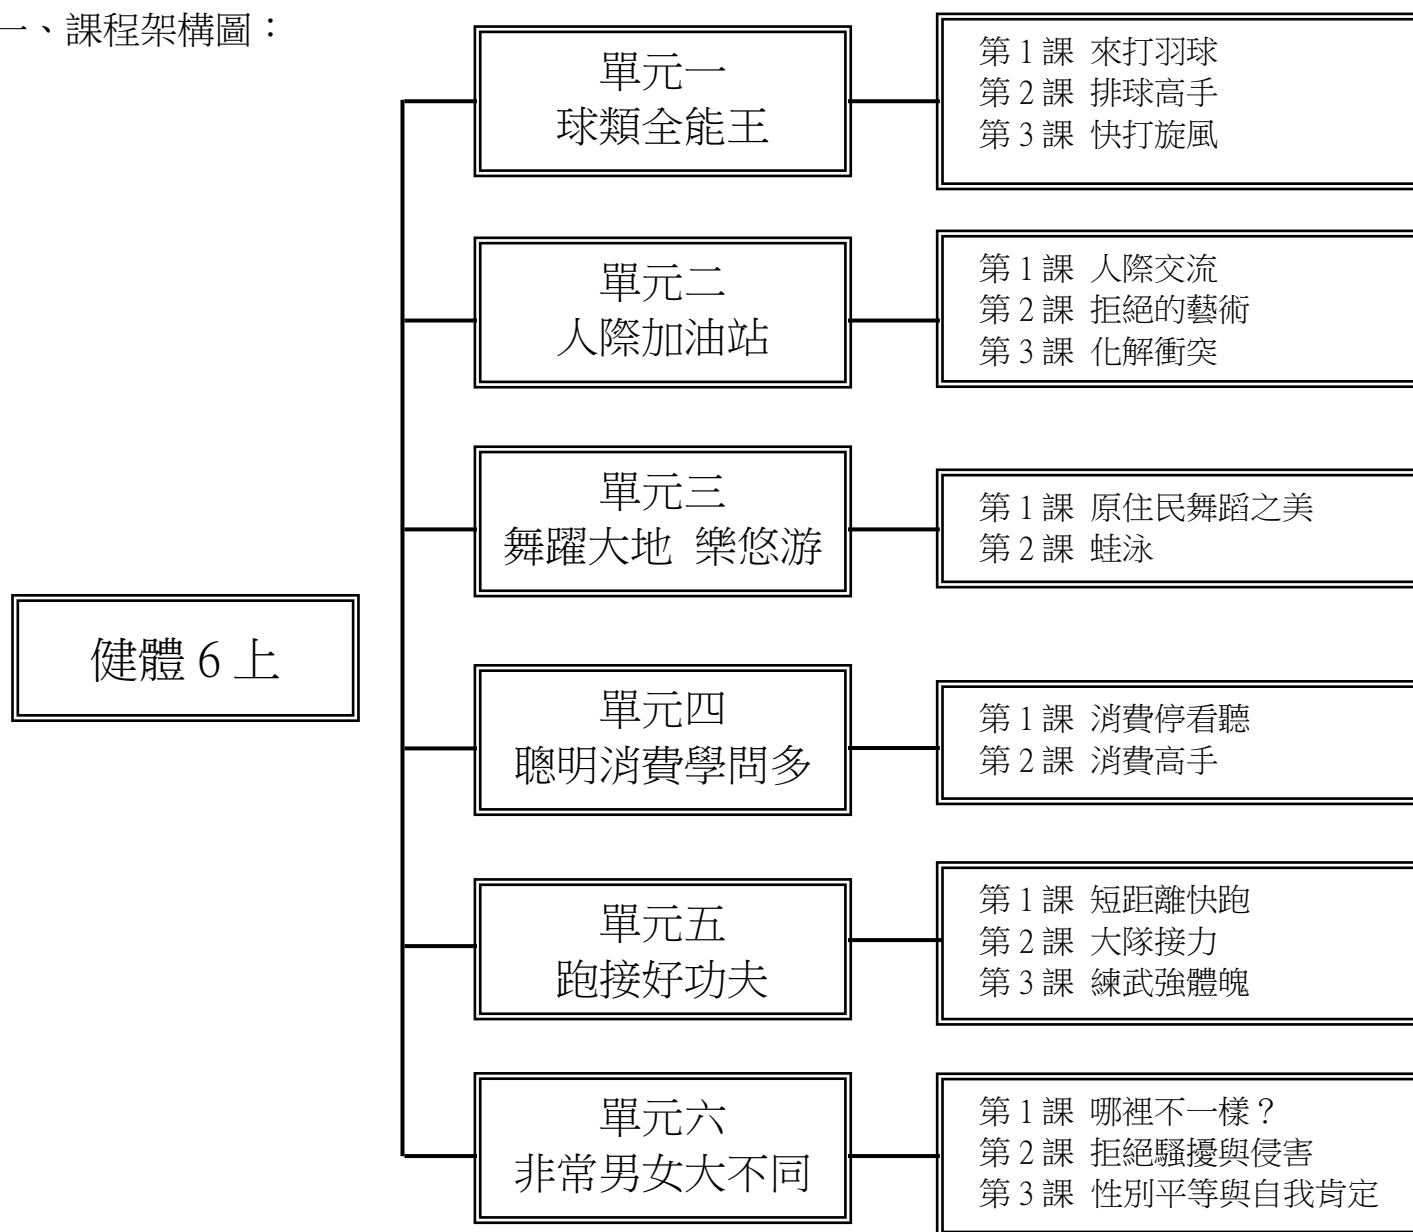 一、課程架構圖：
單元一
球類全能王
第1課 來打羽球
第2課 排球高手
第3課 快打旋風
單元二
人際加油站
第1課 人際交流
第2課 拒絕的藝術
第3課 化解衝突
單元三
舞躍大地 樂悠游
第1課 原住民舞蹈之美
第2課 蛙泳
健體6上
單元四
聰明消費學問多
第1課 消費停看聽
第2課 消費高手
單元五
跑接好功夫
第1課 短距離快跑
第2課 大隊接力
第3課 練武強體魄
單元六
非常男女大不同
第1課 哪裡不一樣？
第2課 拒絕騷擾與侵害
第3課 性別平等與自我肯定